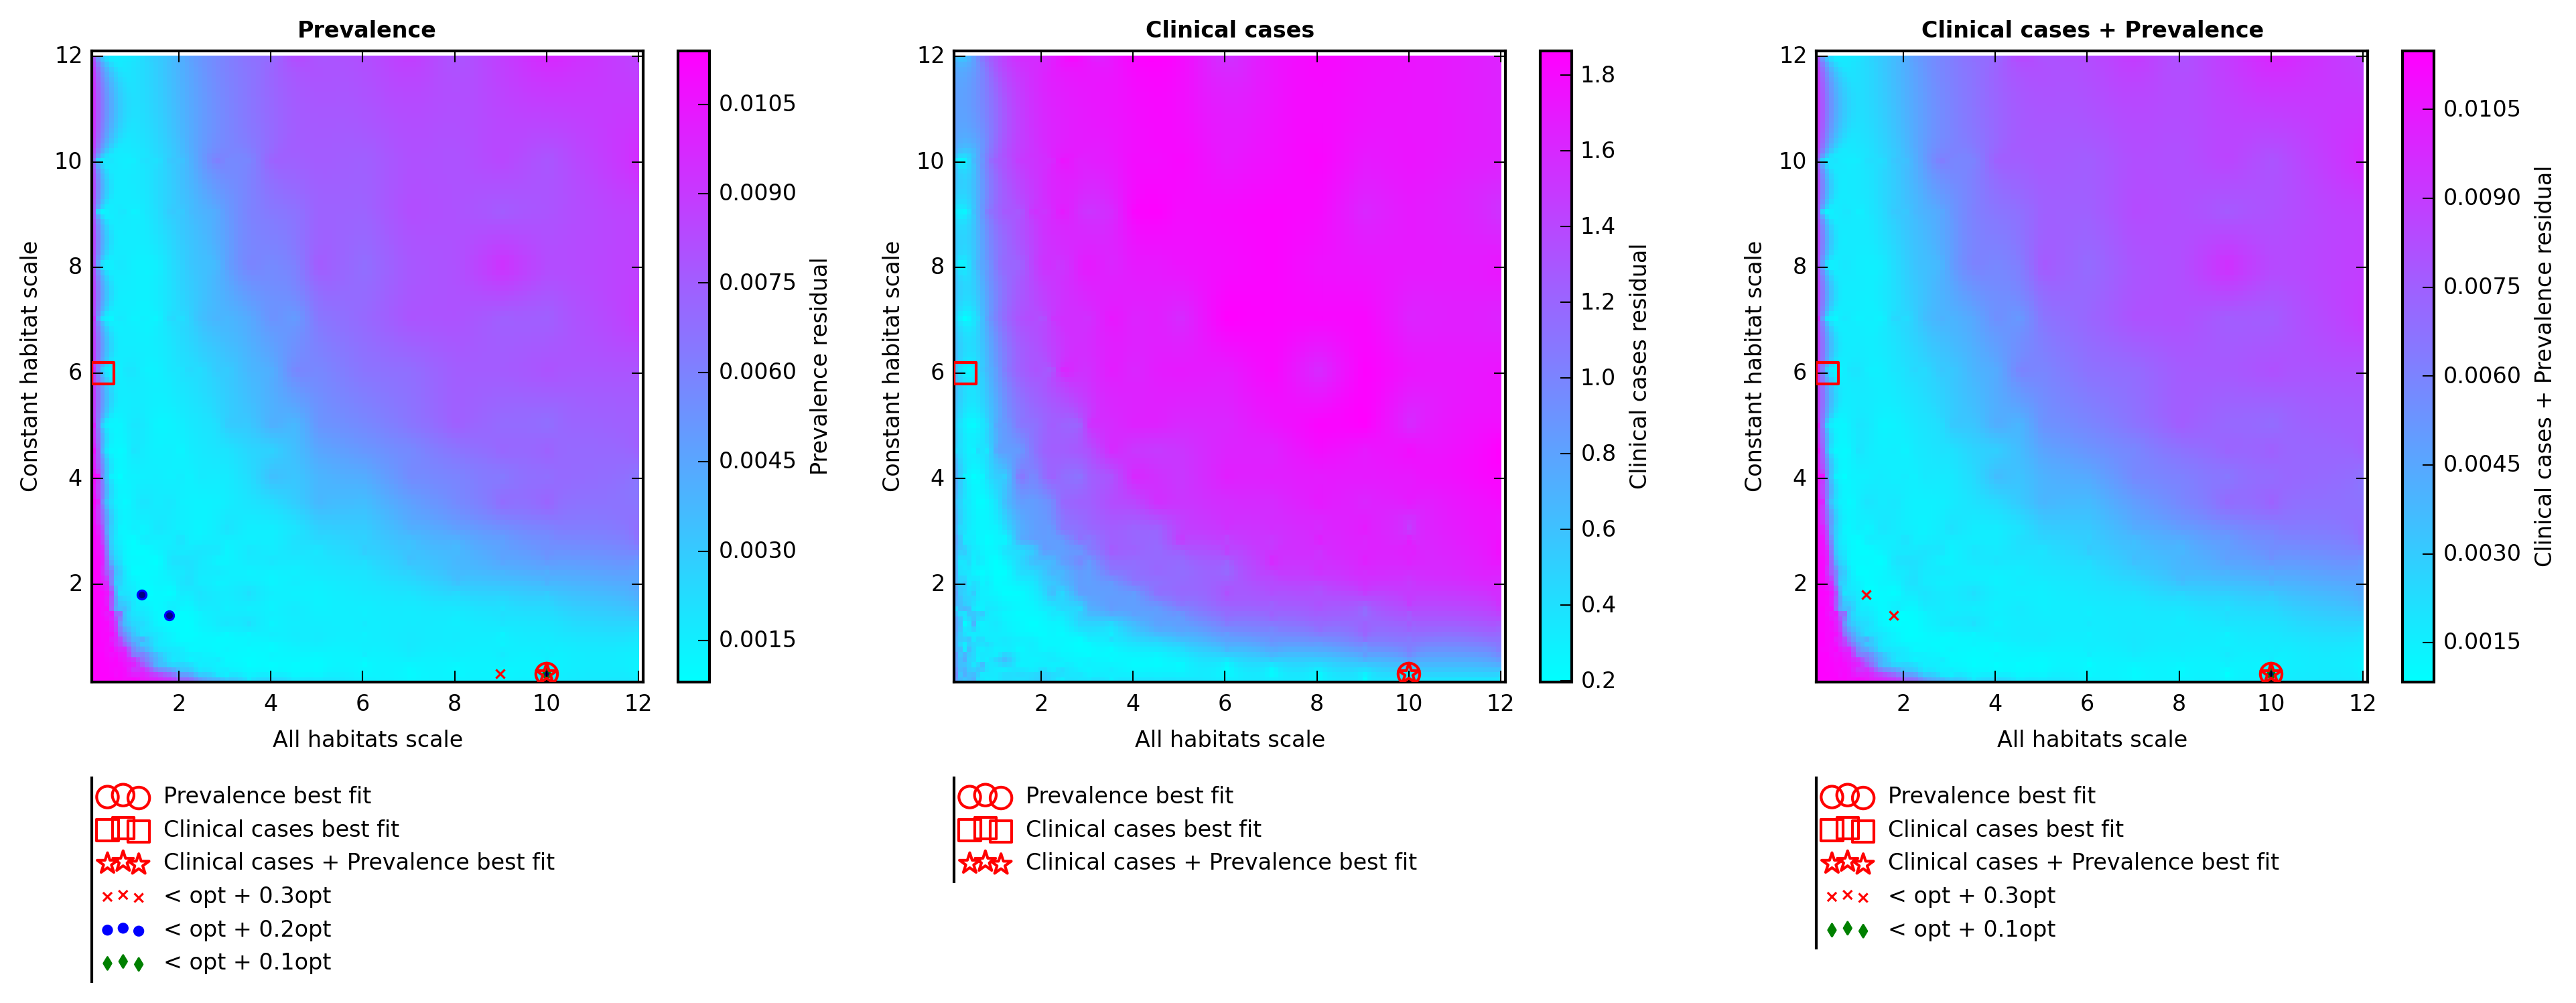 Prevalence
12
10
8
6
4
2
2 4 6 8 10 12
Constant habitat scale
All habitats scale
0.0105
0.0090
0.0075
0.0060
0.0045
0.0030
0.0015
Prevalence residual
Prevalence best fit
Clinical cases best fit
Clinical cases + Prevalence best fit
< opt + 0.3opt
< opt + 0.2opt
< opt + 0.1opt
Clinical cases
12
10
8
6
4
2
2 4 6 8 10 12
Constant habitat scale
All habitats scale
1.8
1.6
1.4
1.2
1.0
0.8
0.6
0.4
0.2
Clinical cases residual
Prevalence best fit
Clinical cases best fit
Clinical cases + Prevalence best fit
Clinical cases + Prevalence
12
10
8
6
4
2
2 4 6 8 10 12
Constant habitat scale
All habitats scale
0.0105
0.0090
0.0075
0.0060
0.0045
0.0030
0.0015
Clinical cases + Prevalence residual
Prevalence best fit
Clinical cases best fit
Clinical cases + Prevalence best fit
< opt + 0.3opt
< opt + 0.1opt